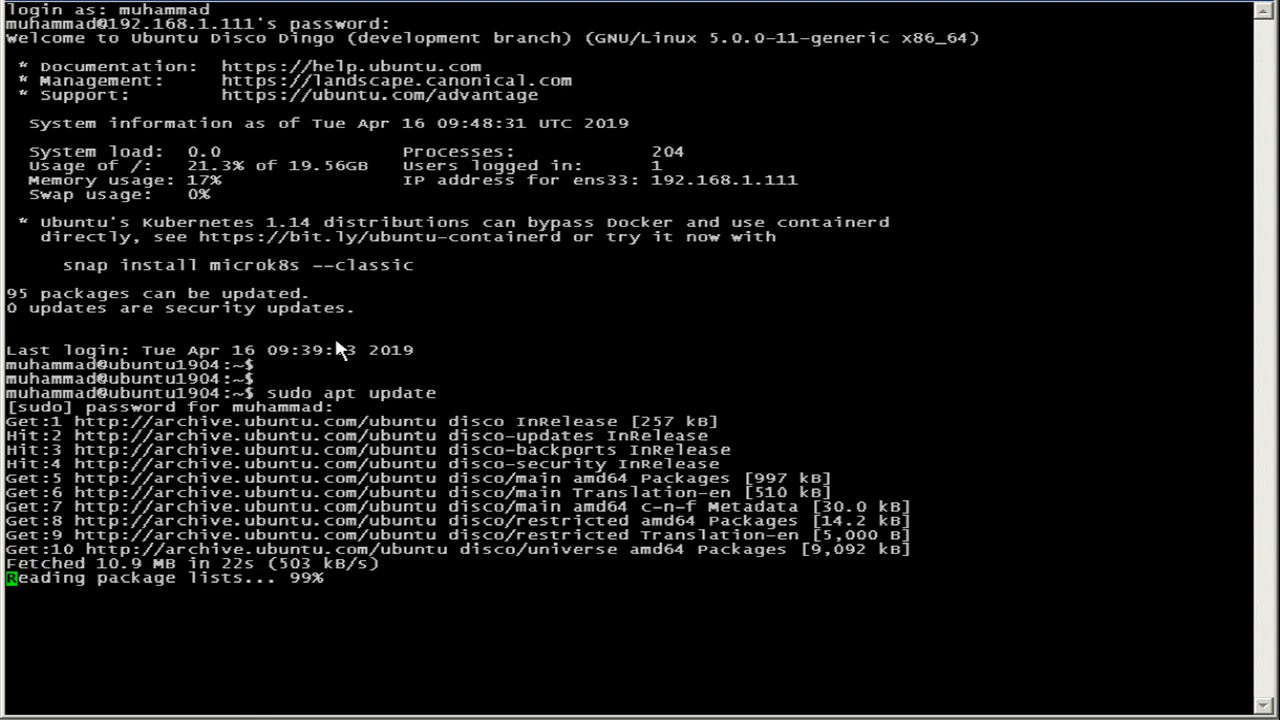 login as: muhammad
muhammad@192.168.1.111's password:
Welcome to Ubuntu Disco Dingo (development branch) (GNU/Linux 5.0.0-11-generic x86_64)
* Documentation: https://help.ubuntu.com
* Management: https://landscape.canonical.com
* Support: https://ubuntu.com/advantage
System information as of Tue Apr 16 09:48:31 UTC 2019
System load: 0.0 Processes: 204
Usage of /: 21.3% of 19.56GB Users logged in: 1
Memory usage: 17% IP address for ens33: 192.168.1.111
Swap usage: 0%
* Ubuntu's Kubernetes 1.14 distributions can bypass Docker and use containerd
directly, see https://bit.ly/ubuntu-containerd or try it now with
snap install microk8s --classic
95 packages can be updated.
0 updates are security updates.
Last login: Tue Apr 16 2019
muhammad@ubuntu1904:~$
muhammad@ubuntu1904:~$
muhammad@ubuntu1904:~$ sudo apt update
[sudo] password for muhammad:
Get:1 http://archive.ubuntu.com/ubuntu disco InRelease [257 kB]
Hit:2 http://archive.ubuntu.com/ubuntu disco-updates InRelease
Hit:3 http://archive.ubuntu.com/ubuntu disco-backports InRelease
Hit:4 http://archive.ubuntu.com/ubuntu disco-security InRelease
Get:5 http://archive.ubuntu.com/ubuntu disco/main amd64 Packages [997 kB]
Get:6 http://archive.ubuntu.com/ubuntu disco/main Translation-en [510 kB]
Get:7 http://archive.ubuntu.com/ubuntu disco/main amd64 c-n-f Metadata [30.0 kB]
Get:8 http://archive.ubuntu.com/ubuntu disco/restricted amd64 Packages [14.2 kB]
Get:9 http://archive.ubuntu.com/ubuntu disco/restricted Translation-en [5,000 B]
Get:10 http://archive.ubuntu.com/ubuntu disco/universe amd64 Packages [9,092 kB]
Fetched 10.9 MB in 22s (503 kB/s)
Reading package lists... 99%